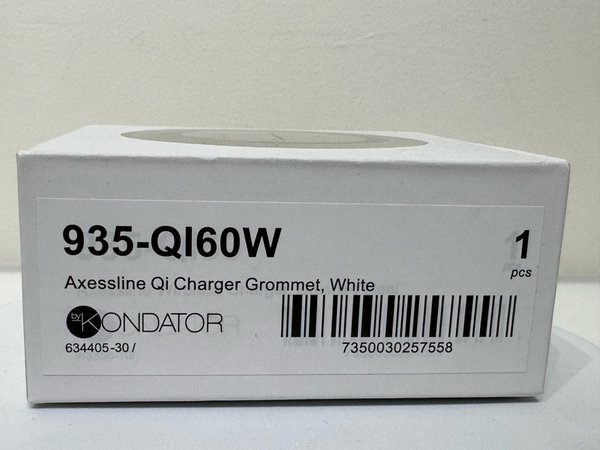 935-QI60W
1
pcs
Axessline Qi Charger Grommet, White
by KONDATOR
634405-30 /
7350030257558